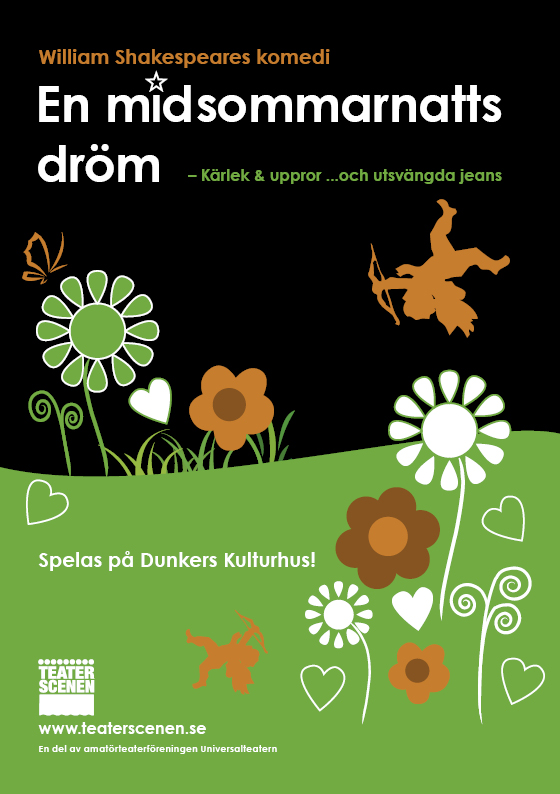 William Shakespeares komedi
En midsommarnatts
dröm
– Kärlek & uppror ...och utsvängda jeans
Spelas på Dunkers Kulturhus!
TEATER
SCENEN
www.teaterscenen.se
En del av amatörteaterföreningen Universalteatern